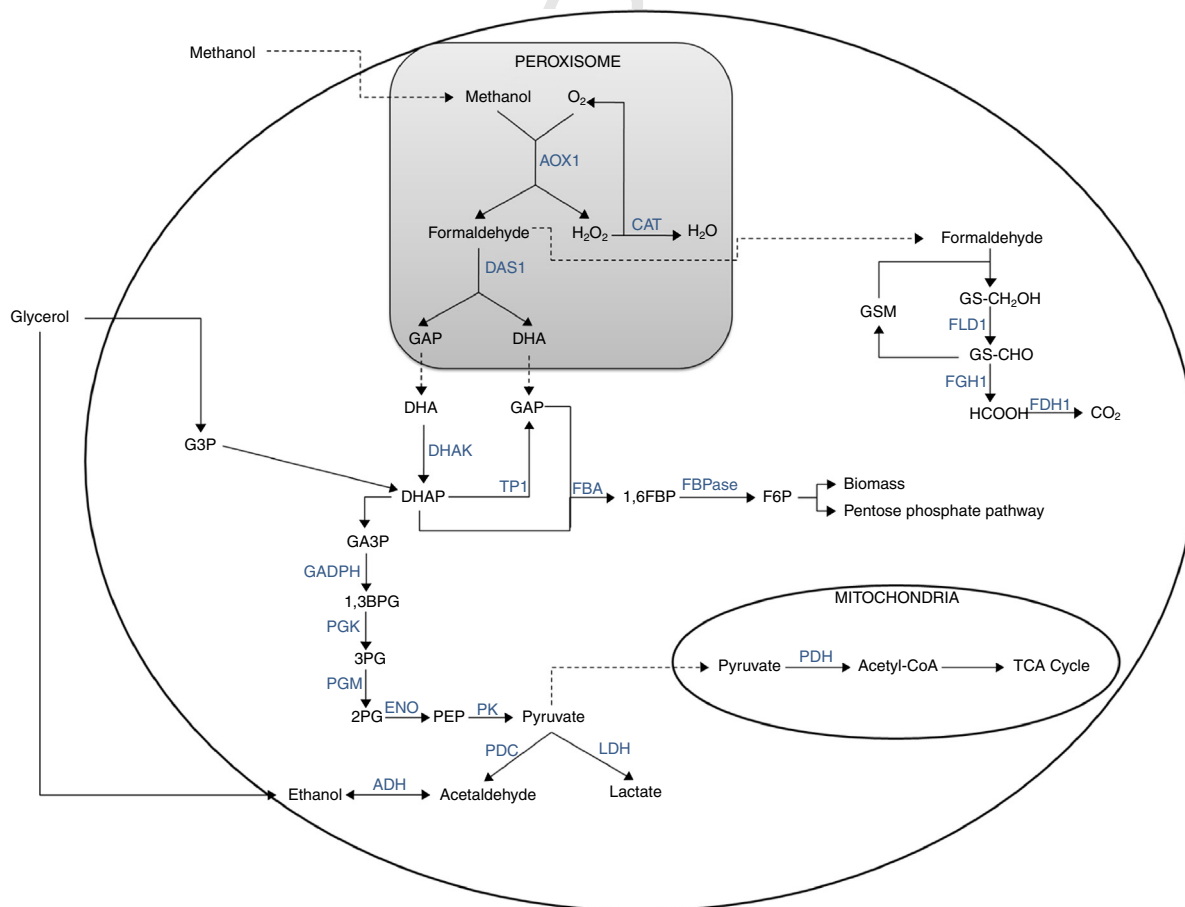 Methanol
PEROXISOME
Methanol
O₂
AOX1
Formaldehyde
H₂O₂
CAT
H₂O
DAS1
GAP
DHA
Formaldehyde
GS-CH₂OH
GSM
FLD1
GS-CHO
FGH1
HCOOH
FDH1
CO₂
Glycerol
G3P
DHA
GAP
DHAK
DHAP
TP1
FBA
1,6FBP
FBPase
F6P
Biomass
Pentose phosphate pathway
GA3P
GADPH
1,3BPG
PGK
3PG
PGM
2PG
ENO
PEP
PK
Pyruvate
MITOCHONDRIA
Pyruvate
PDH
Acetyl-CoA
TCA Cycle
PDC
LDH
Ethanol
ADH
Acetaldehyde
Lactate